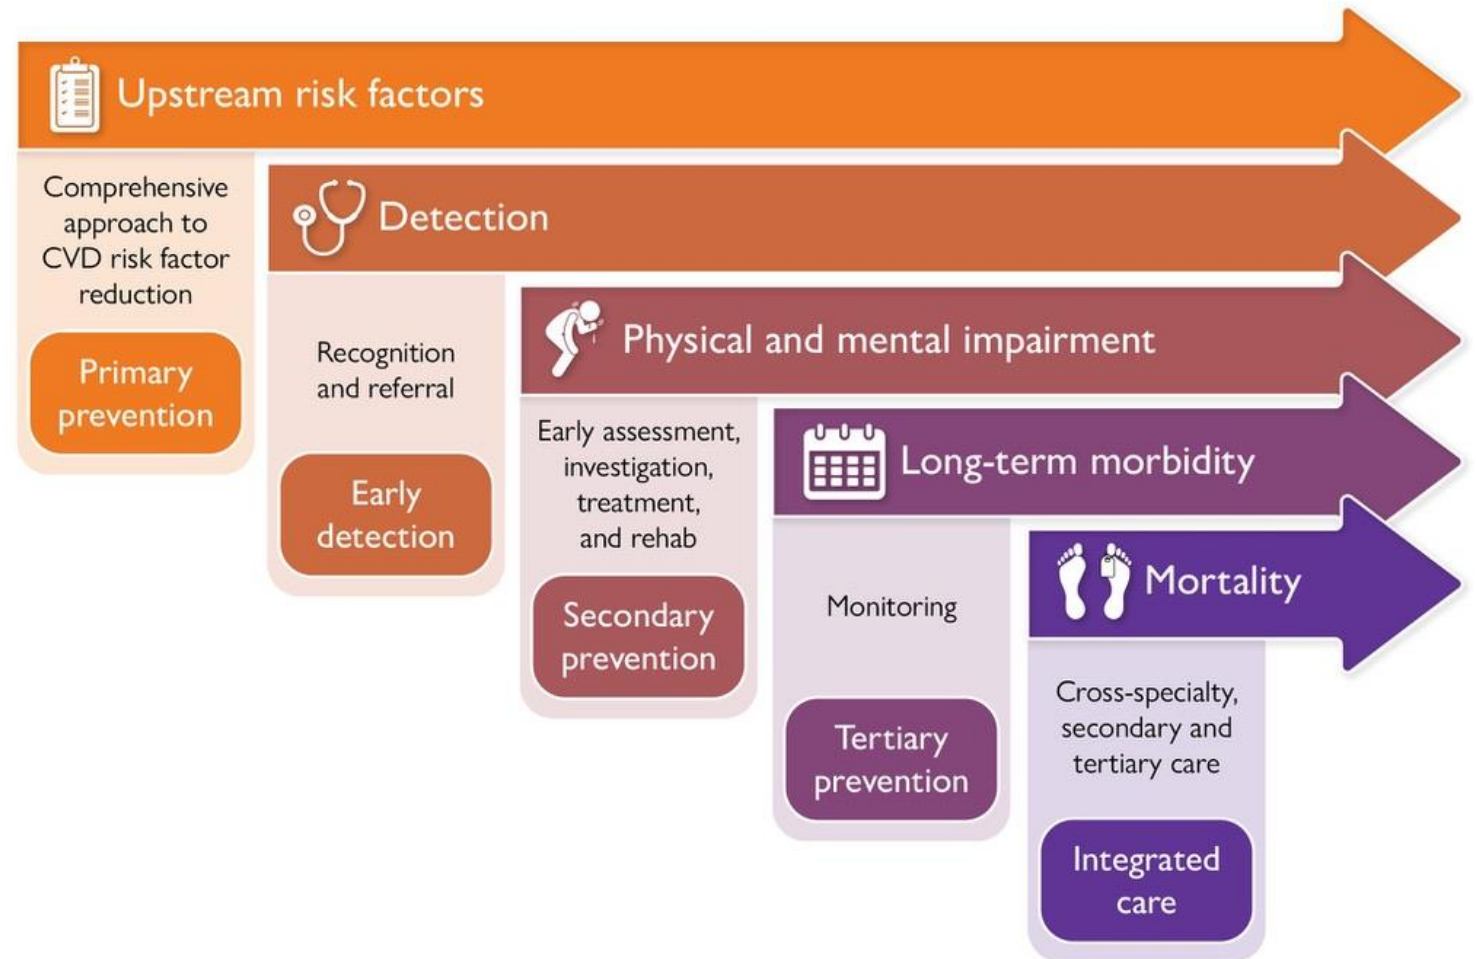 Upstream risk factors
Comprehensive
approach to
CVD risk factor
reduction
Primary
prevention
Detection
Recognition
and referral
Early
detection
Physical and mental impairment
Early assessment,
investigation,
treatment,
and rehab
Secondary
prevention
Long-term morbidity
Monitoring
Tertiary
prevention
Mortality
Cross-specialty,
secondary and
tertiary care
Integrated
care